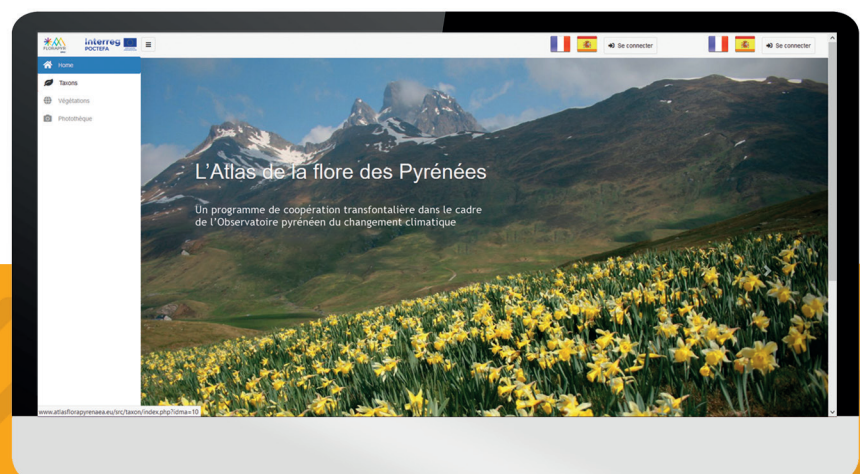 FLORAPYR
Interreg
POCTEFA
Se connecter
Se connecter
Home
Taxons
Végétations
Photothèque
L'Atlas de la flore des Pyrénées
Un programme de coopération transfontalière dans le cadre
de l'Observatoire pyrénéen du changement climatique
www.atlasflorapyrenaea.eu/src/taxon/index.php?idma=10